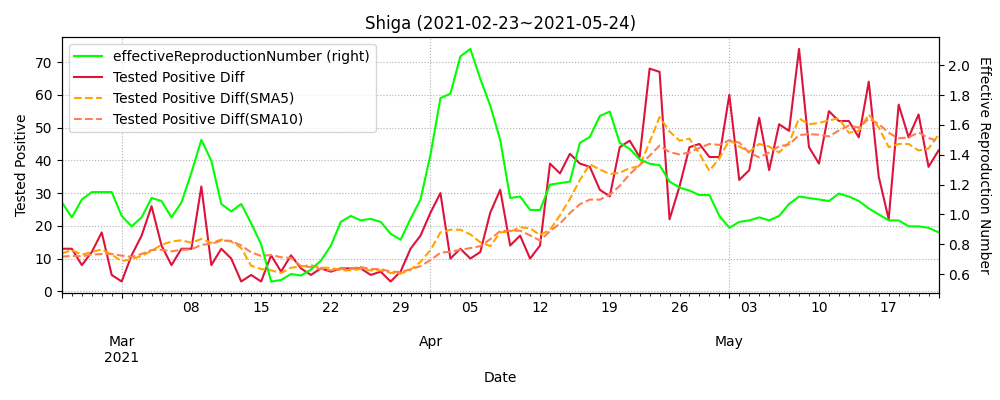 Shiga (2021-02-23~2021-05-24)
effectiveReproductionNumber (right)
Tested Positive Diff
Tested Positive Diff(SMA5)
Tested Positive Diff(SMA10)
Tested Positive
70
60
50
40
30
20
10
0
2.0
1.8
1.6
1.4
1.2
1.0
0.8
0.6
Effective Reproduction Number
08 15 22 29 05 12 19 26 03 10 17
Mar Apr May
2021
Date